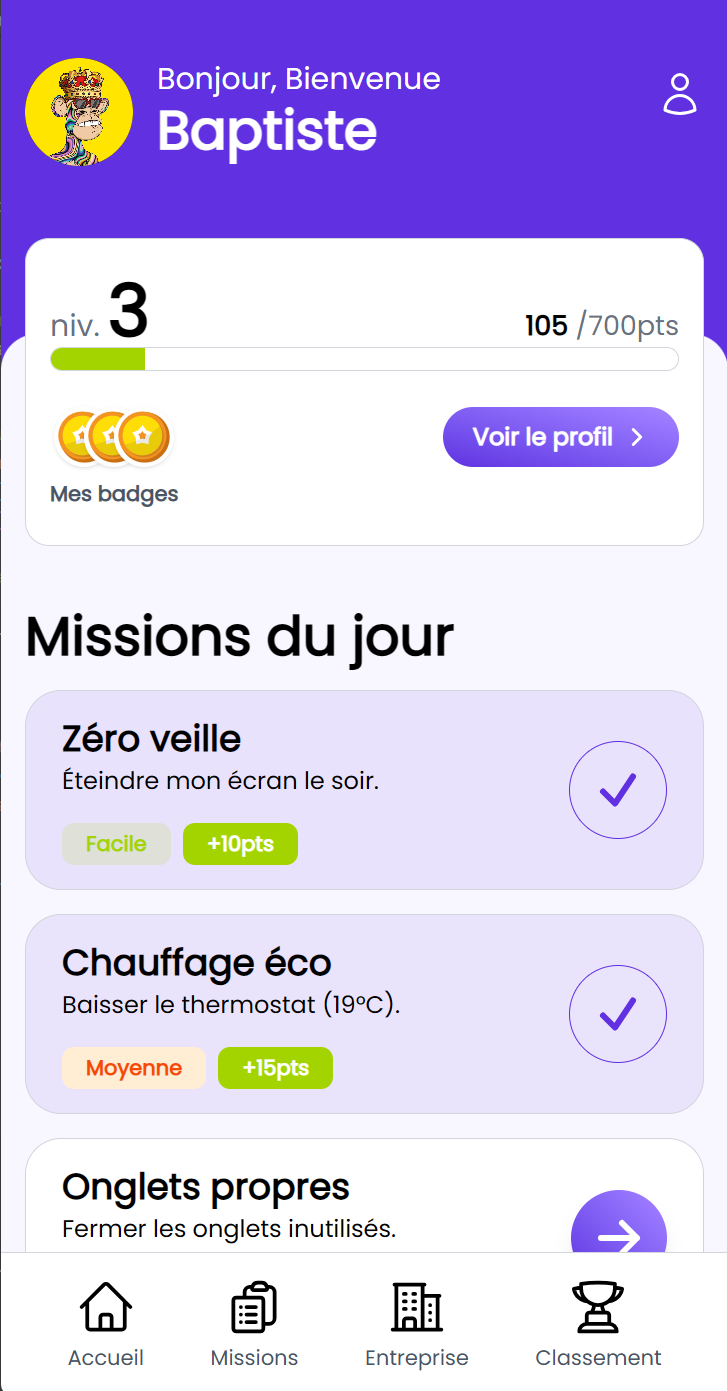 Bonjour, Bienvenue
Baptiste
niv. 3
105 /700pts
Voir le profil
Mes badges
Missions du jour
Zéro veille
Éteindre mon écran le soir.
Facile +10pts
Chauffage éco
Baisser le thermostat (19°C).
Moyenne +15pts
Onglets propres
Fermer les onglets inutilisés.
Accueil Missions Entreprise Classement